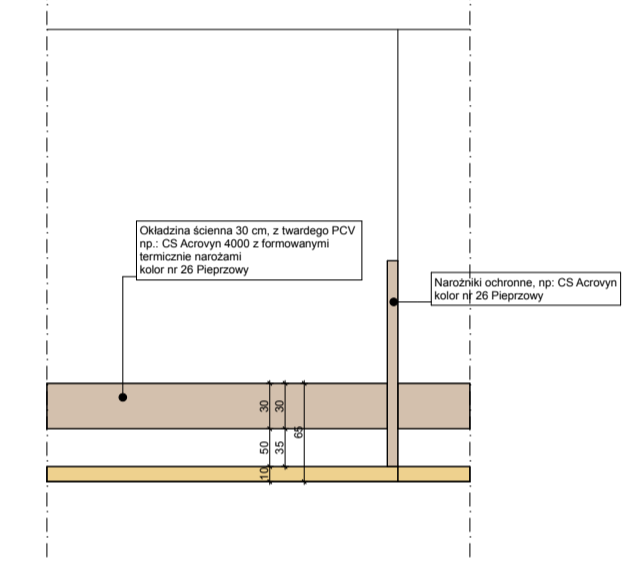 Okładzina ścienna 30 cm, z twardego PCV
np.: CS Acrovyn 4000 z formowanymi
termicznie narożami
kolor nr 26 Pieprzowy
Narożniki ochronne, np: CS Acrovyn
kolor nr 26 Pieprzowy
30
30
65
50
35
10